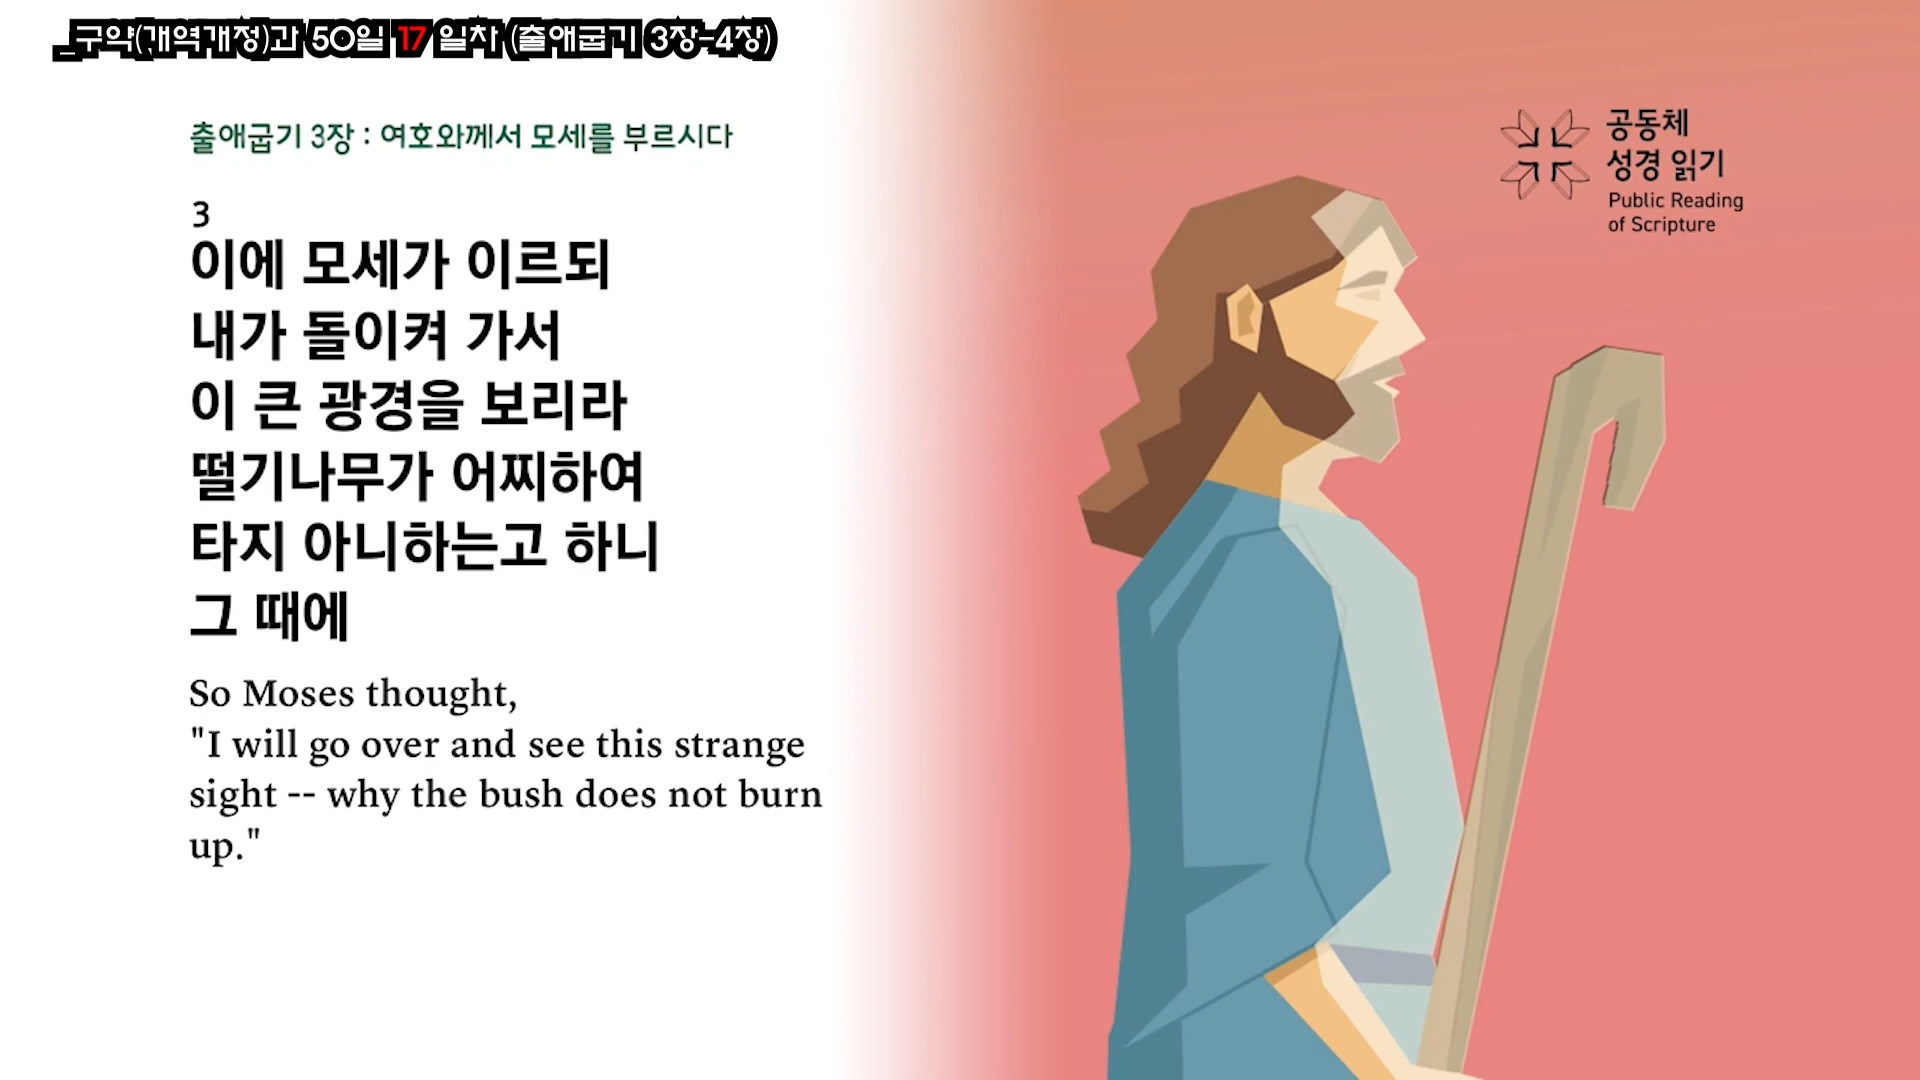 _구약(개역개정)과 50일 17 일차 (출애굽기 3장-4장)
출애굽기 3장 : 여호와께서 모세를 부르시다
3
이에 모세가 이르되
내가 돌이켜 가서
이 큰 광경을 보리라
떨기나무가 어찌하여
타지 아니하는고 하니
그 때에
So Moses thought,
"I will go over and see this strange
sight -- why the bush does not burn
up."
공동체
성경 읽기
Public Reading
of Scripture